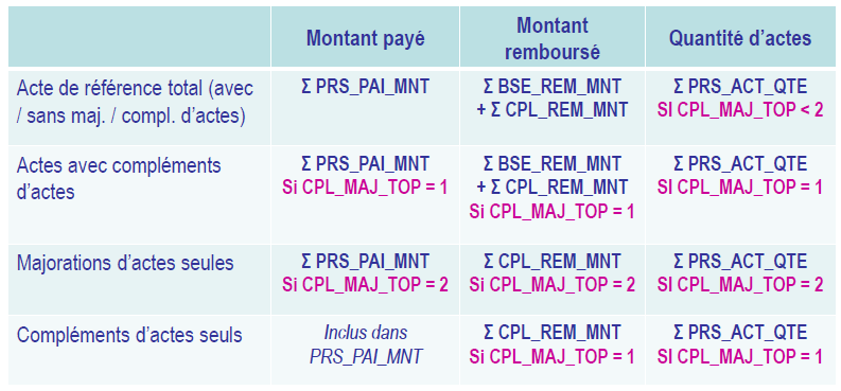 Montant payé
Montant
remboursé
Quantité d'actes
Acte de référence total (avec
/ sans maj. / compl. d'actes)
Σ PRS_PAI_MNT
Σ BSE_REM_MNT
+ Σ CPL_REM_MNT
Σ PRS_ACT_QTE
SI CPL_MAJ_TOP < 2
Actes avec compléments
d'actes
Σ PRS_PAI_MNT
Si CPL_MAJ_TOP = 1
Σ BSE_REM_MNT
+ Σ CPL_REM_MNT
Si CPL_MAJ_TOP = 1
Σ PRS_ACT_QTE
SI CPL_MAJ_TOP = 1
Majorations d'actes seules
Σ PRS_PAI_MNT
Si CPL_MAJ_TOP = 2
Σ CPL_REM_MNT
Si CPL_MAJ_TOP = 2
Σ PRS_ACT_QTE
SI CPL_MAJ_TOP = 2
Compléments d'actes seuls
Inclus dans
PRS_PAI_MNT
Σ CPL_REM_MNT
Si CPL_MAJ_TOP = 1
Σ PRS_ACT_QTE
SI CPL_MAJ_TOP = 1